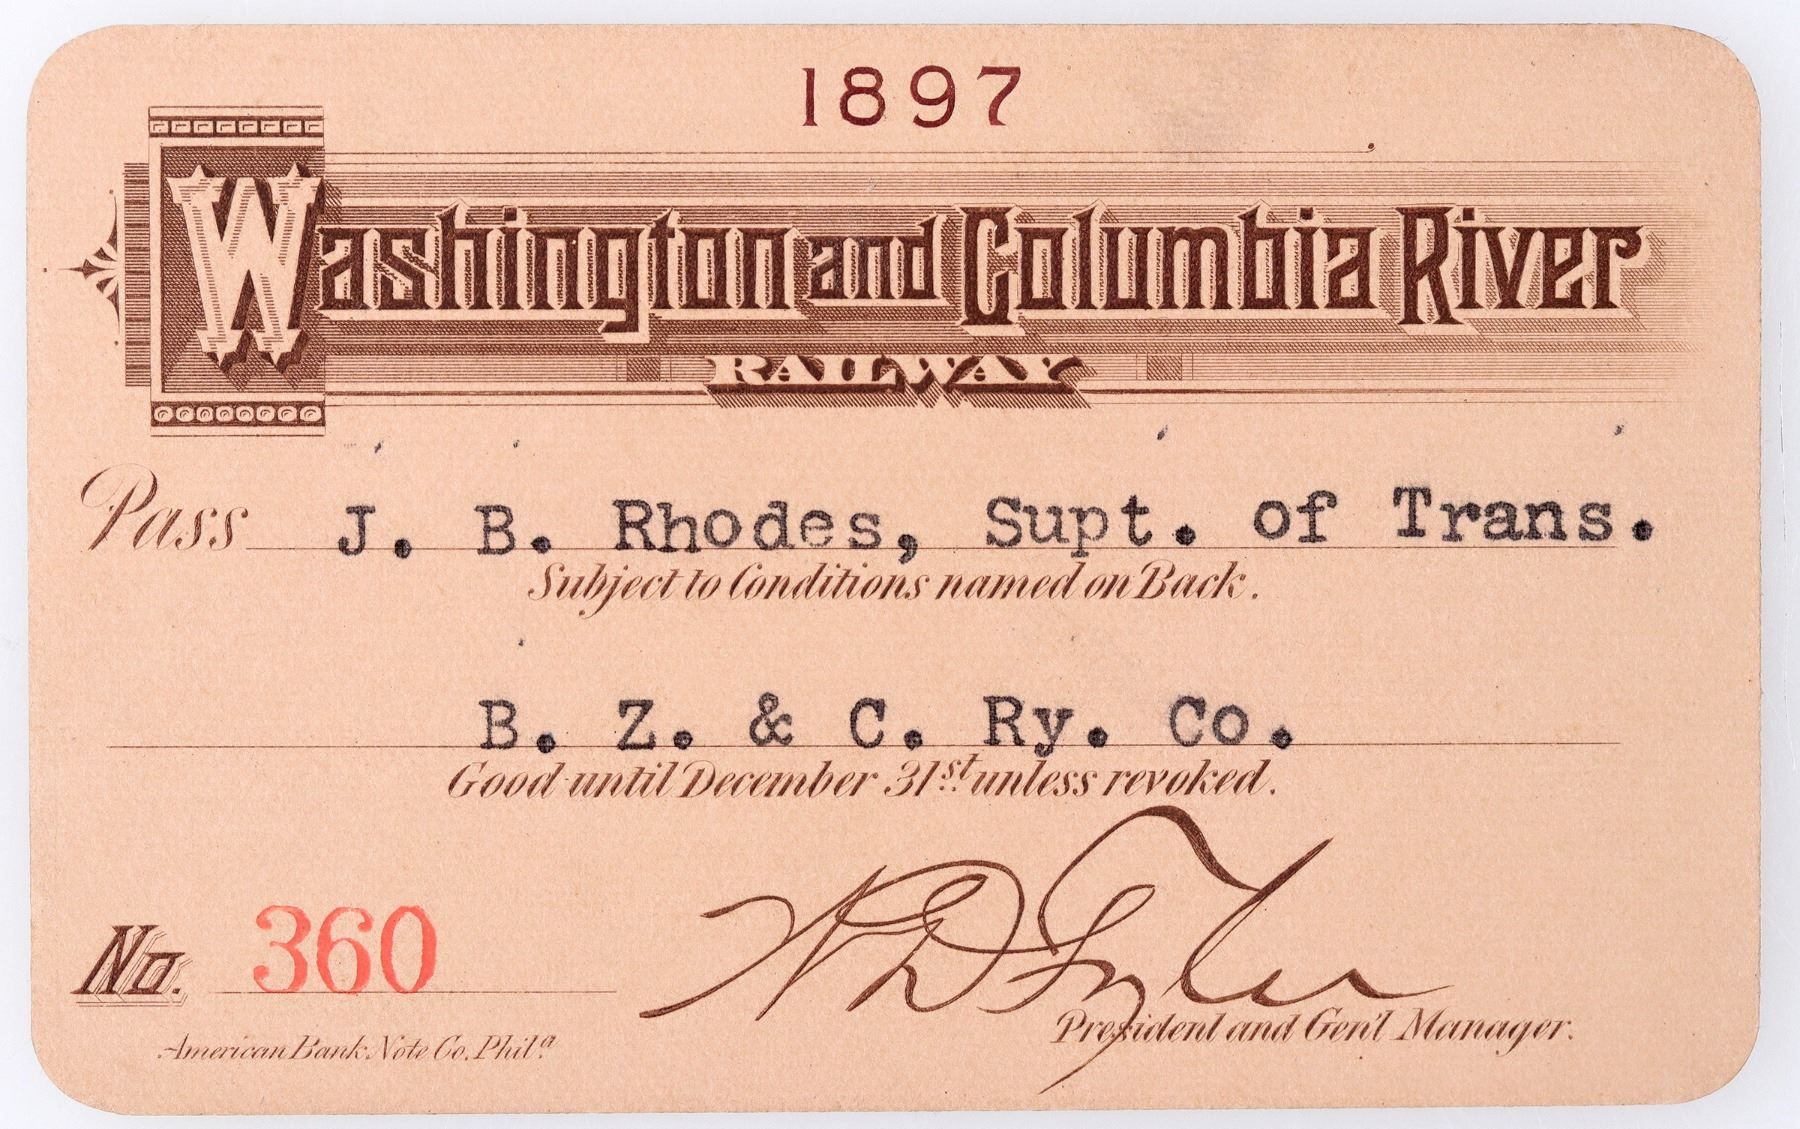 1897
Washington and Columbia River
RAILWAY
Pass J. B. Rhodes, Supt. of Trans.
Subject to Conditions named on Back.
B. Z. & C. Ry. Co.
Good until December 31st unless revoked.
W D Tyler
No. 360
President and Gen'l Manager.
American Bank Note Co. Phila.